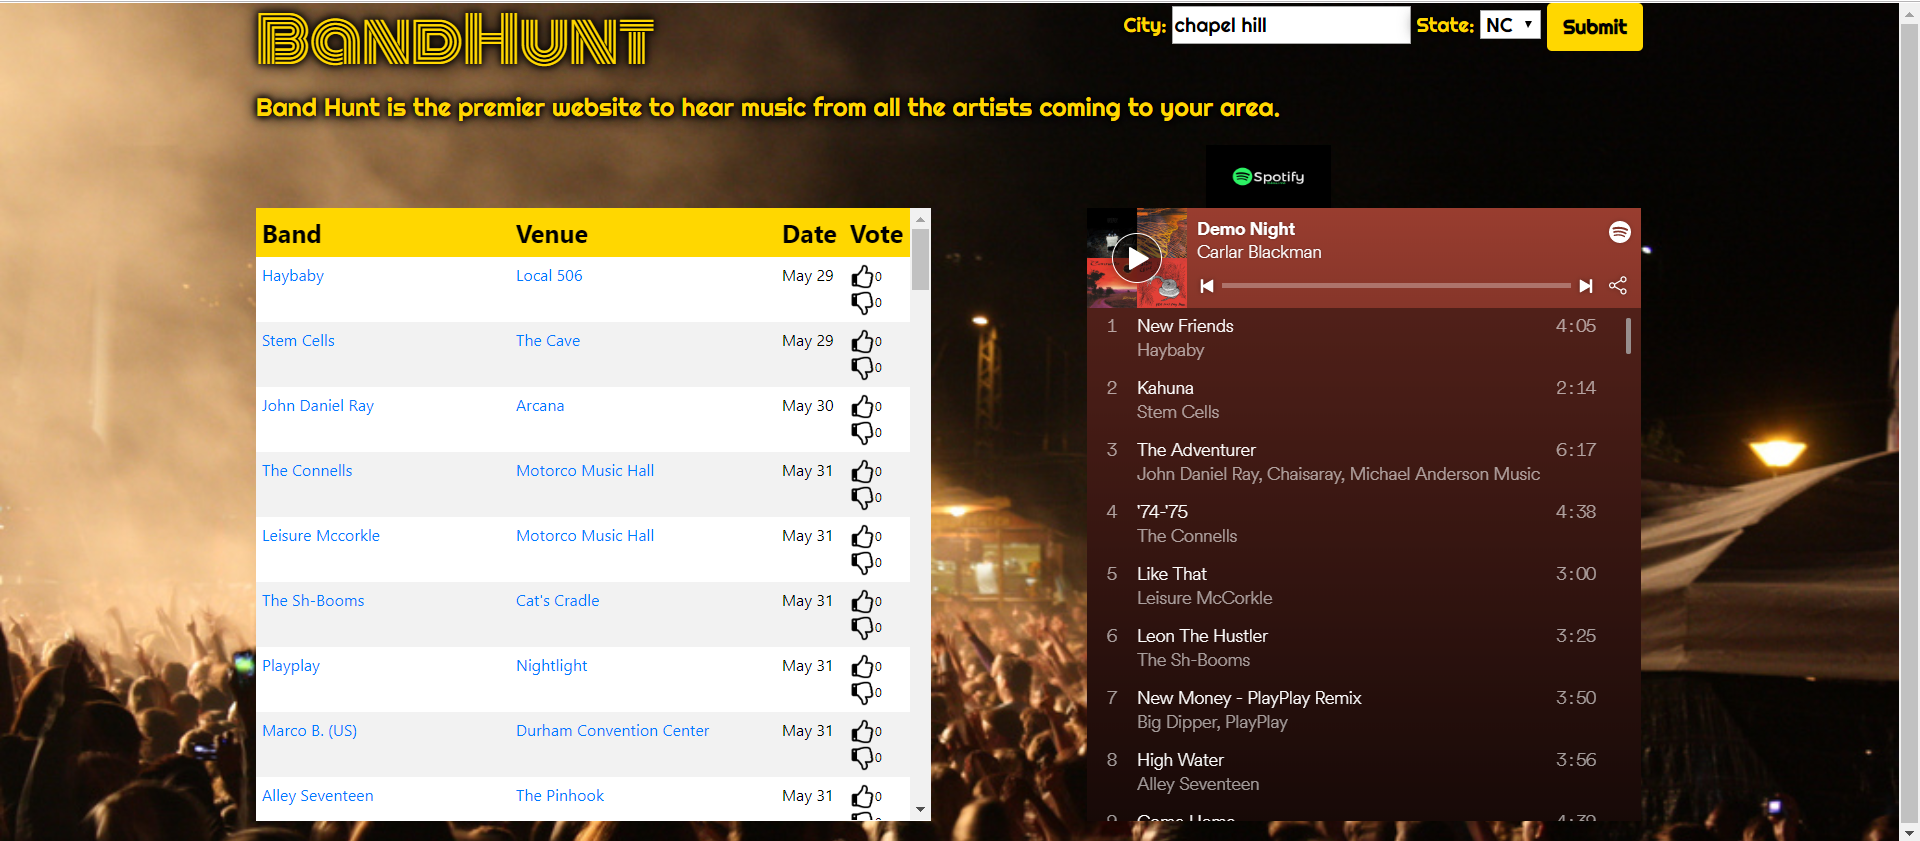 BandHunt
City: chapel hill State: NC Submit
Band Hunt is the premier website to hear music from all the artists coming to your area.
Spotify
Band Venue Date Vote
Haybaby Local 506 May 29 0
0
Stem Cells The Cave May 29 0
0
John Daniel Ray Arcana May 30 0
0
The Connells Motorco Music Hall May 31 0
0
Leisure Mccorkle Motorco Music Hall May 31 0
0
The Sh-Booms Cat's Cradle May 31 0
0
Playplay Nightlight May 31 0
0
Marco B. (US) Durham Convention Center May 31 0
0
Alley Seventeen The Pinhook May 31 0
Demo Night
Carlar Blackman
1 New Friends 4:05
Haybaby
2 Kahuna 2:14
Stem Cells
3 The Adventurer 6:17
John Daniel Ray, Chaisaray, Michael Anderson Music
4 '74-'75 4:38
The Connells
5 Like That 3:00
Leisure McCorkle
6 Leon The Hustler 3:25
The Sh-Booms
7 New Money - PlayPlay Remix 3:50
Big Dipper, PlayPlay
8 High Water 3:56
Alley Seventeen
9 Come Home 4:39